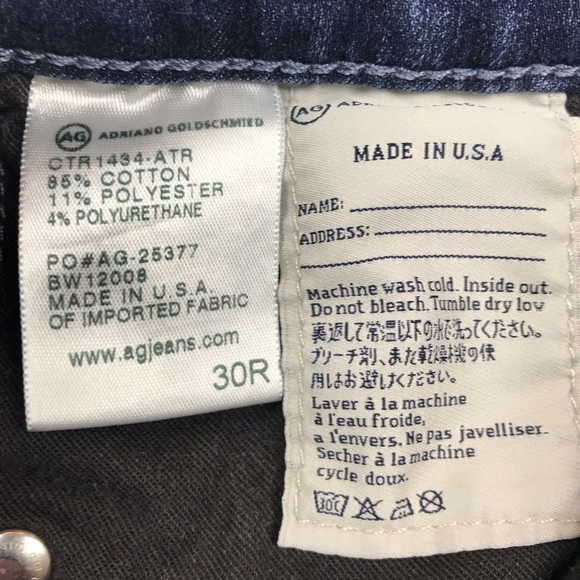 AG ADRIANO GOLDSCHMIED
CTR1434-ATR
85% COTTON
11% POLYESTER
4% POLYURETHANE
PO#AG-25377
BW12008
MADE IN U.S.A.
OF IMPORTED FABRIC
www.agjeans.com
30R
AG
MADE IN U.S.A
NAME:
ADDRESS:
Machine wash cold. Inside out.
Do not bleach. Tumble dry low
裏返して常温以下の水で洗ってください。
ブリーチ剤、また乾燥機の使
用はお避けください。
Laver à la machine
à l'eau froide,
a l'envers. Ne pas javelliser.
Secher à la machine
cycle doux.
30C